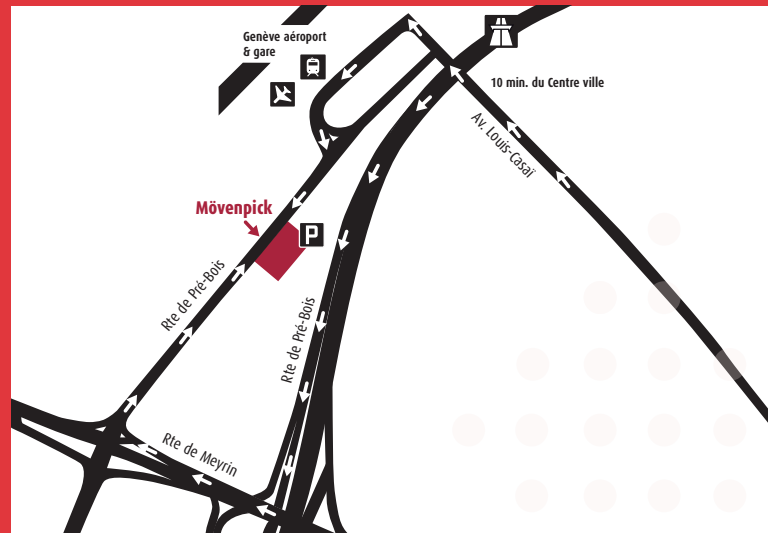 Genève aéroport
& gare
10 min. du Centre ville
Av. Louis-Casaï
Mövenpick
P
Rte de Pré-Bois
Rte de Pré-Bois
Rte de Meyrin